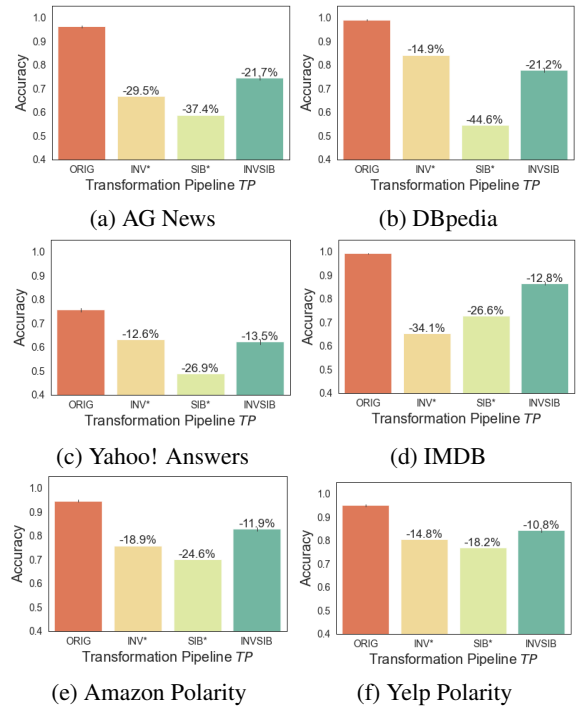 1.0
0.9
0.8
0.7
0.6
0.5
0.4
Accuracy
-29.5%
-37.4%
-21.7%
ORIG INV* SIB* INVSIB
Transformation Pipeline TP
(a) AG News
1.0
0.9
0.8
0.7
0.6
0.5
0.4
Accuracy
-14.9%
-44.6%
-21.2%
ORIG INV* SIB* INVSIB
Transformation Pipeline TP
(b) DBpedia
1.0
0.9
0.8
0.7
0.6
0.5
0.4
Accuracy
-12.6%
-26.9%
-13.5%
ORIG INV* SIB* INVSIB
Transformation Pipeline TP
(c) Yahoo! Answers
1.0
0.9
0.8
0.7
0.6
0.5
0.4
Accuracy
-34.1%
-26.6%
-12.8%
ORIG INV* SIB* INVSIB
Transformation Pipeline TP
(d) IMDB
1.0
0.9
0.8
0.7
0.6
0.5
0.4
Accuracy
-18.9%
-24.6%
-11.9%
ORIG INV* SIB* INVSIB
Transformation Pipeline TP
(e) Amazon Polarity
1.0
0.9
0.8
0.7
0.6
0.5
0.4
Accuracy
-14.8%
-18.2%
-10.8%
ORIG INV* SIB* INVSIB
Transformation Pipeline TP
(f) Yelp Polarity